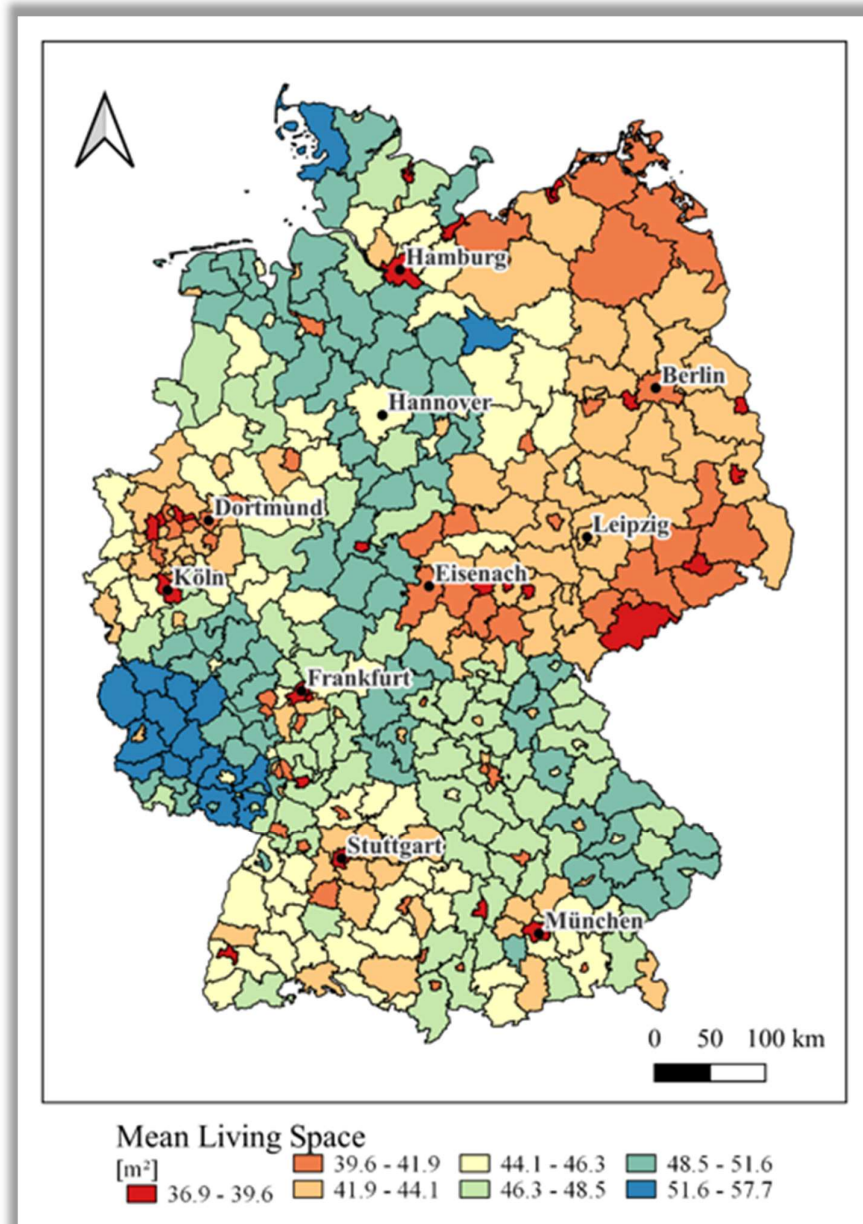 Hamburg
Berlin
Hannover
Dortmund
Leipzig
Köln
Eisenach
Frankfurt
Stuttgart
München
0 50 100 km
Mean Living Space
[m²]
39.6 - 41.9 44.1 - 46.3 48.5 - 51.6
36.9 - 39.6 41.9 - 44.1 46.3 - 48.5 51.6 - 57.7